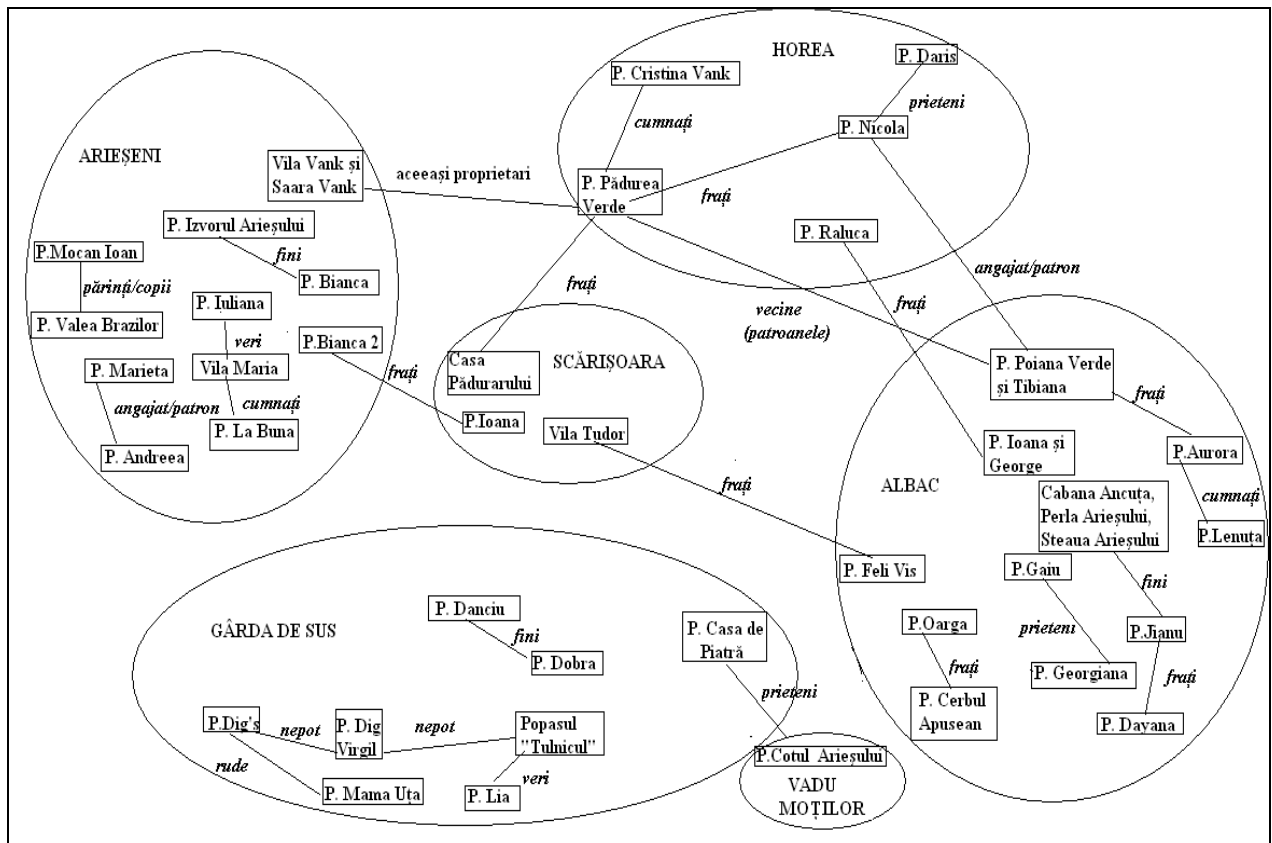 HOREA
P. Daris
P. Cristina Vank
prieteni
cumnați
P. Nicola
ARIEȘENI
Vila Vank și
Saara Vank
aceeași proprietari
P. Pădurea
Verde
frați
P. Izvorul Arieșului
P. Raluca
P.Mocan Ioan
fini
P. Bianca
angajat/patron
frați
părinți/copii
P. Iuliana
vecine
(patroanele)
frați
P. Valea Brazilor
veri
P.Bianca 2
P. Marieta
Vila Maria
frați
Casa
Pădurarului
SCĂRIȘOARA
P. Poiana Verde
și Tibiana
frați
angajat/patron
cumnați
P.Ioana
Vila Tudor
P. La Buna
P. Andreea
P. Ioana și
George
P.Aurora
frați
ALBAC
Cabana Ancuța,
Perla Arieșului,
Steaua Arieșului
cumnați
P.Lenuța
P. Feli Vis
P.Gaiu
fini
P. Danciu
GÂRDA DE SUS
fini
P. Dobra
P. Casa de
Piatră
P.Oarga
prieteni
P.Jianu
frați
P. Georgiana
frați
prieteni
P. Cerbul
Apusean
P. Dayana
P.Dig's
nepot
P. Dig
Virgil
nepot
Popasul
"Tulnicul"
rude
P. Mama Uța
P. Lia
veri
P.Cotul Arieșului
VADU
MOȚILOR